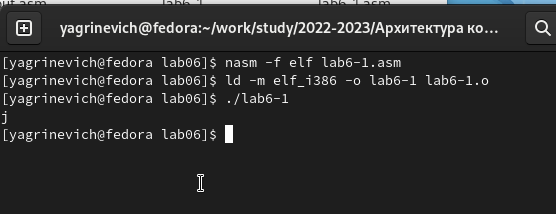 yagrinevich@fedora:~/work/study/2022-2023/Архитектура ко...
[yagrinevich@fedora lab06]$ nasm -f elf lab6-1.asm
[yagrinevich@fedora lab06]$ ld -m elf_i386 -o lab6-1 lab6-1.o
[yagrinevich@fedora lab06]$ ./lab6-1
j
[yagrinevich@fedora lab06]$